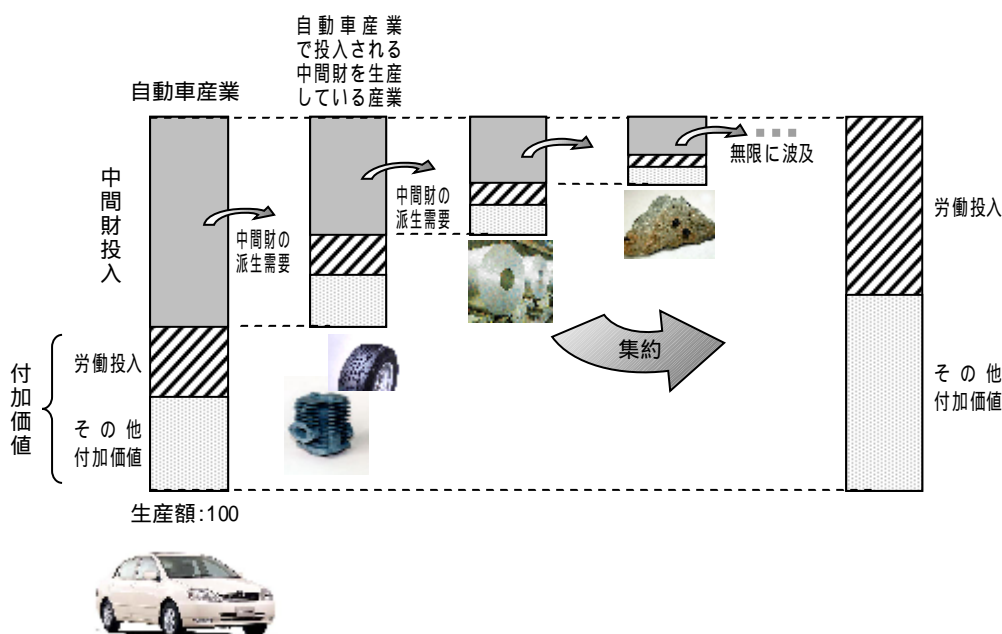 自動車産業
自動車産業
で投入される
中間財を生産
している産業
中間財投入
中間財の
派生需要
中間財の
派生需要
無限に波及
労働投入
集約
付加価値
労働投入
その他
付加価値
その他
付加価値
生産額:100